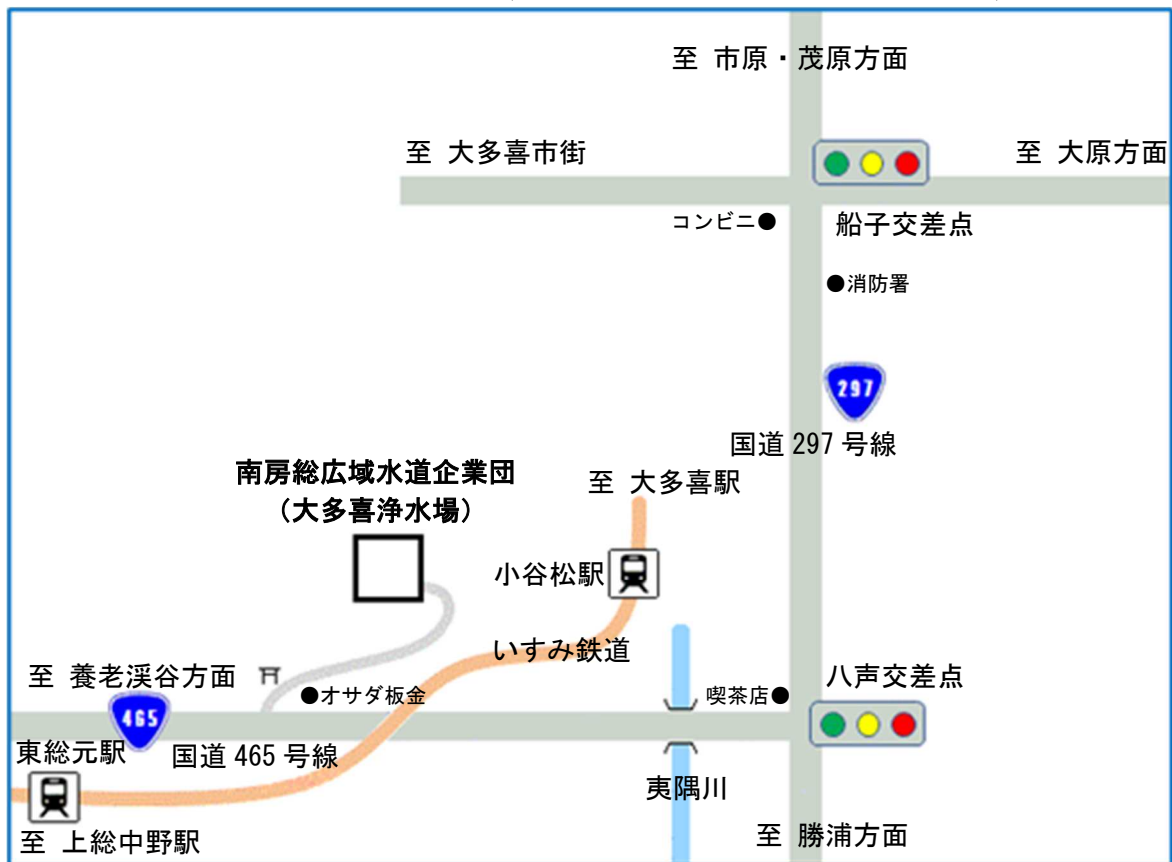 至 市原・茂原方面
至 大多喜市街
至 大原方面
コンビニ●
船子交差点
●消防署
297
国道 297 号線
南房総広域水道企業団
（大多喜浄水場）
至 大多喜駅
小谷松駅
いすみ鉄道
至 養老渓谷方面
●オサダ板金
喫茶店●
八声交差点
465
東総元駅
国道 465 号線
夷隅川
至 上総中野駅
至 勝浦方面